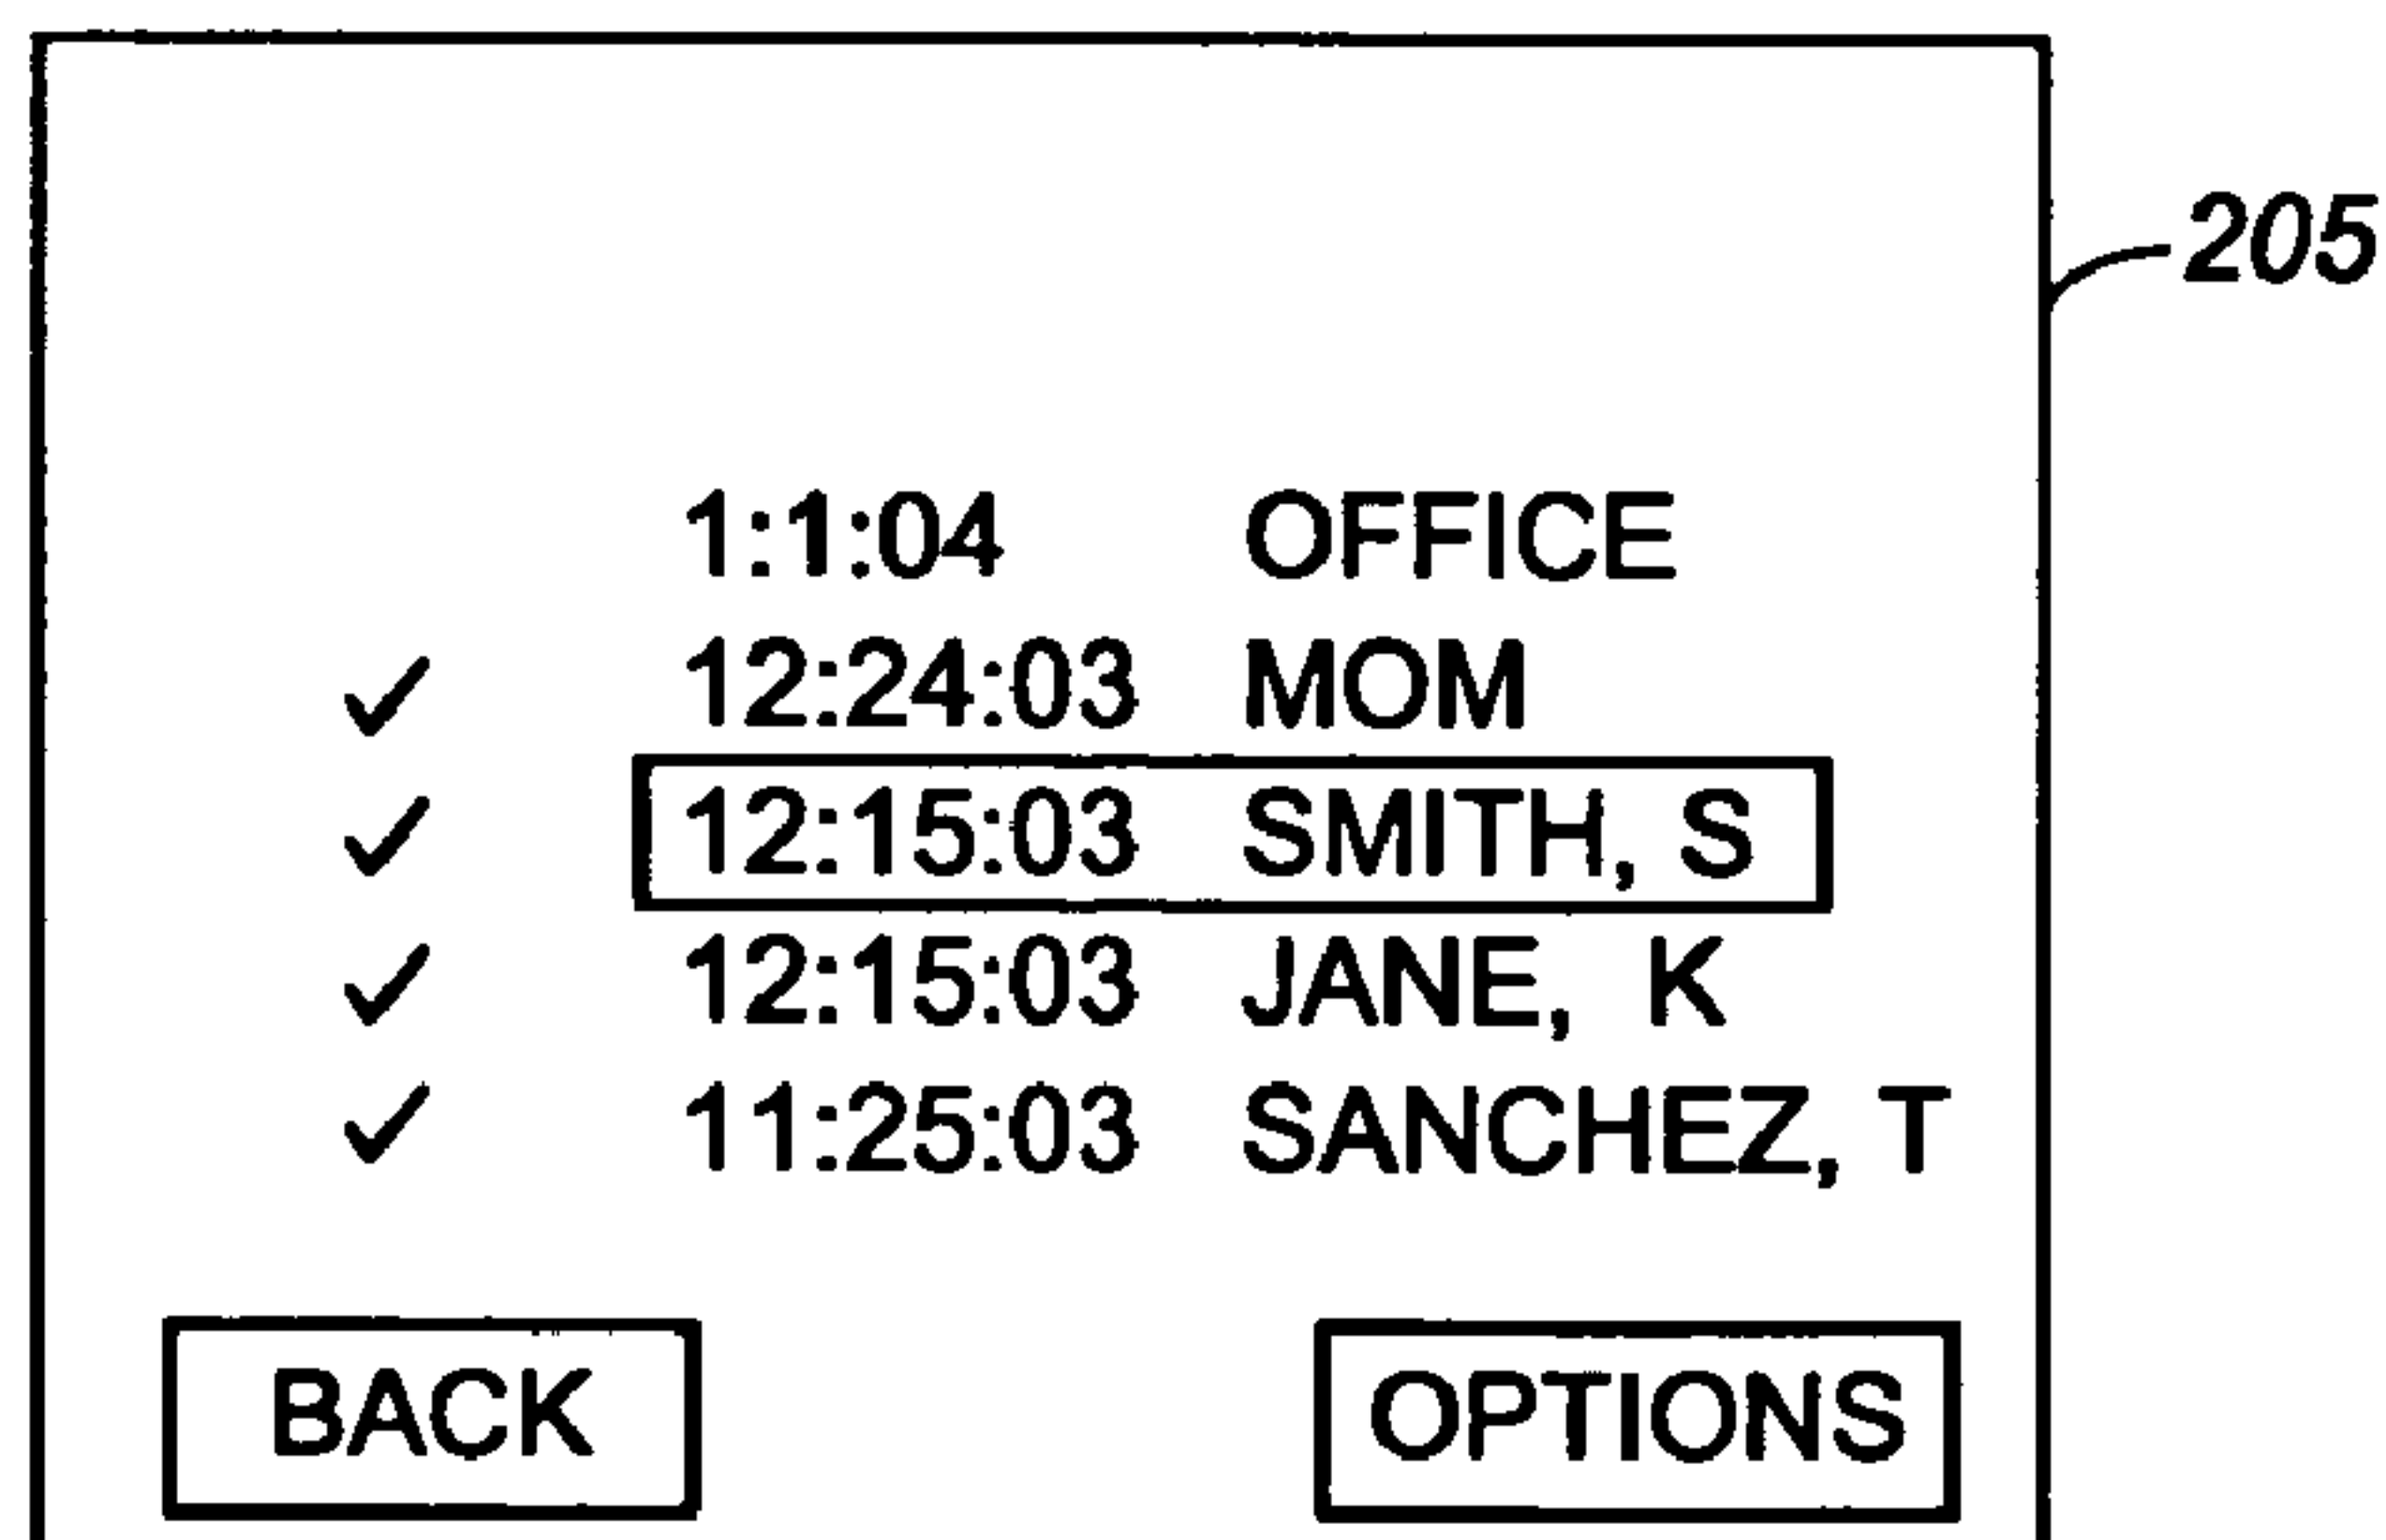 205
1:1:04 OFFICE
✓ 12:24:03 MOM
✓ 12:15:03 SMITH, S
✓ 12:15:03 JANE, K
✓ 11:25:03 SANCHEZ, T
BACK OPTIONS